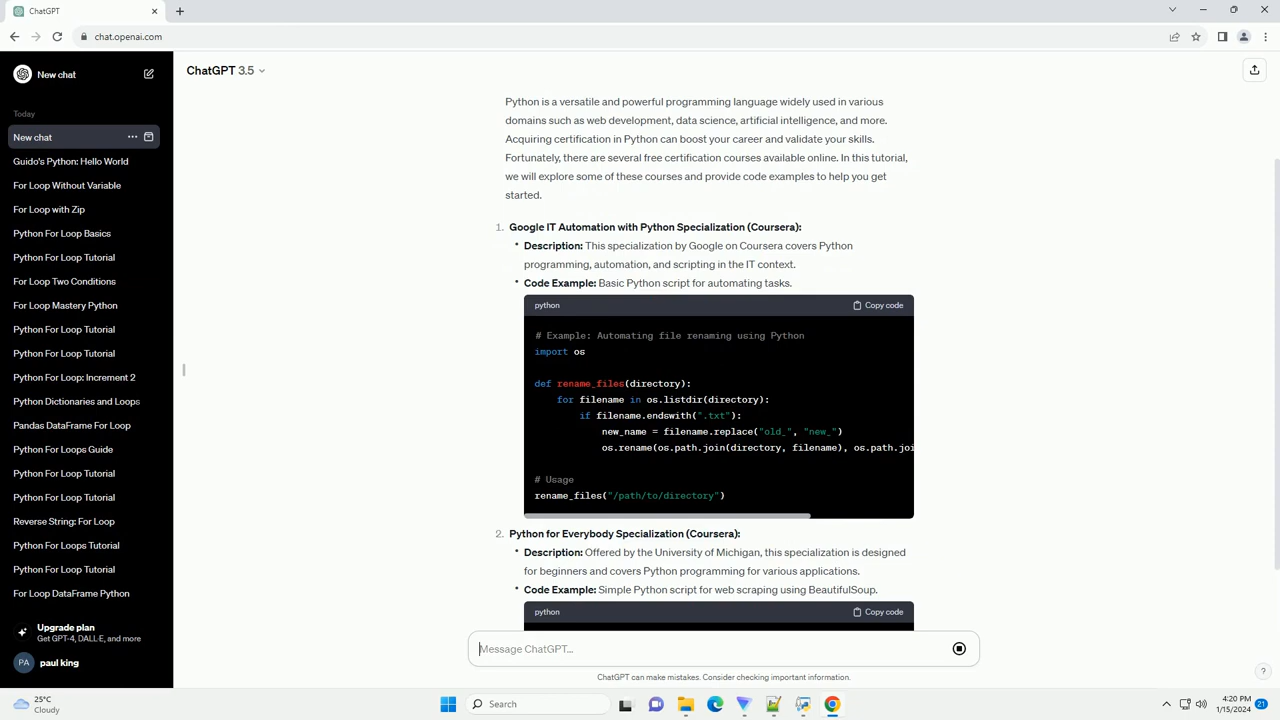 ChatGPT
chat.openai.com
New chat
Today
New chat
Guido's Python: Hello World
For Loop Without Variable
For Loop with Zip
Python For Loop Basics
Python For Loop Tutorial
For Loop Two Conditions
For Loop Mastery Python
Python For Loop Tutorial
Python For Loop Tutorial
Python For Loop: Increment 2
Python Dictionaries and Loops
Pandas DataFrame For Loop
Python For Loops Guide
Python For Loop Tutorial
Python For Loop Tutorial
Reverse String: For Loop
Python For Loops Tutorial
Python For Loop Tutorial
For Loop DataFrame Python
Upgrade plan
Get GPT-4, DALL·E, and more
PA
paul king
ChatGPT 3.5
Python is a versatile and powerful programming language widely used in various
domains such as web development, data science, artificial intelligence, and more.
Acquiring certification in Python can boost your career and validate your skills.
Fortunately, there are several free certification courses available online. In this tutorial,
we will explore some of these courses and provide code examples to help you get
started.
1. Google IT Automation with Python Specialization (Coursera):
• Description: This specialization by Google on Coursera covers Python
programming, automation, and scripting in the IT context.
• Code Example: Basic Python script for automating tasks.
python Copy code
# Example: Automating file renaming using Python
import os
def rename_files(directory):
for filename in os.listdir(directory):
if filename.endswith(".txt"):
new_name = filename.replace("old_", "new_")
os.rename(os.path.join(directory, filename), os.path.joi
# Usage
rename_files("/path/to/directory")
2. Python for Everybody Specialization (Coursera):
• Description: Offered by the University of Michigan, this specialization is designed
for beginners and covers Python programming for various applications.
• Code Example: Simple Python script for web scraping using BeautifulSoup.
python Copy code
Message ChatGPT...
ChatGPT can make mistakes. Consider checking important information.
?
25°C
Cloudy
Search
4:20 PM
1/15/2024
21